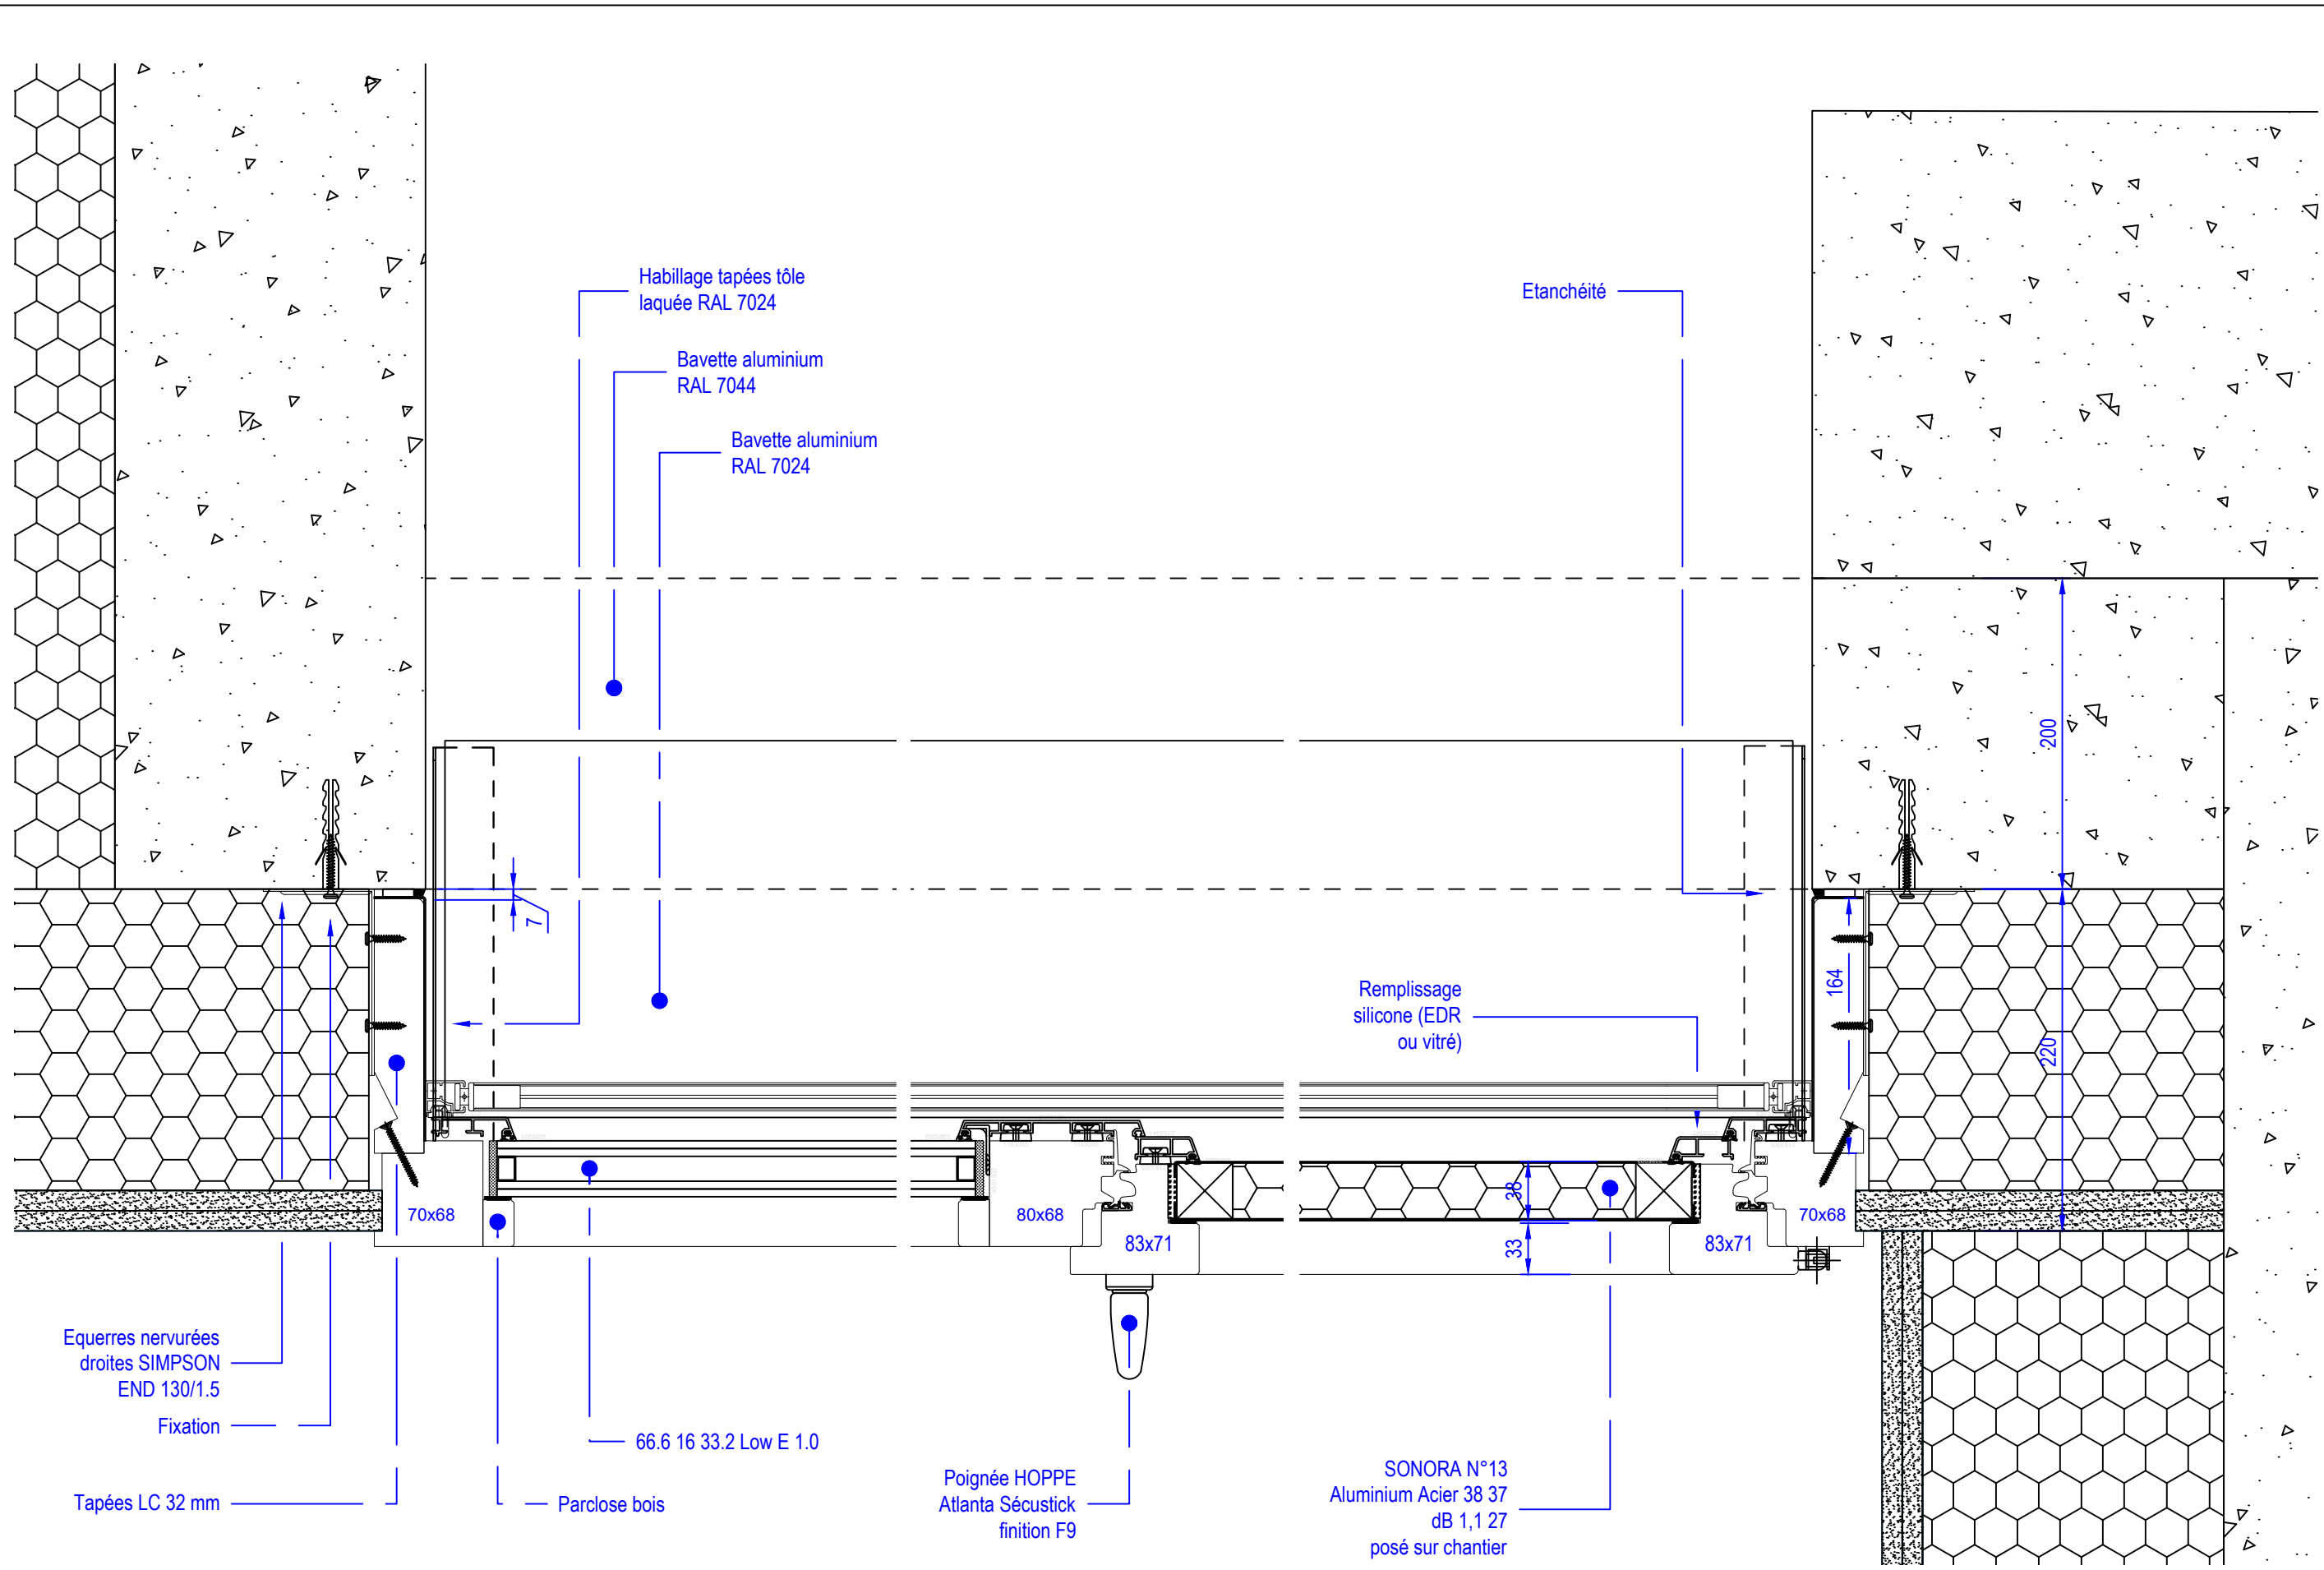 Habillage tapées tôle
laquée RAL 7024
Etanchéité
Bavette aluminium
RAL 7044
Bavette aluminium
RAL 7024
200
7
Remplissage
silicone (EDR
ou vitré)
164
220
38
33
70x68
80x68
83x71
83x71
70x68
Equerres nervurées
droites SIMPSON
END 130/1.5
Fixation
Tapées LC 32 mm
66.6 16 33.2 Low E 1.0
Parclose bois
Poignée HOPPE
Atlanta Sécustick
finition F9
SONORA N°13
Aluminium Acier 38 37
dB 1,1 27
posé sur chantier